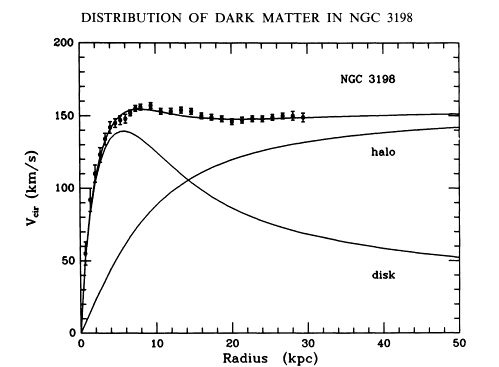 DISTRIBUTION OF DARK MATTER IN NGC 3198
200
NGC 3198
150
halo
100
50
disk
0
0 10 20 30 40 50
V_cir (km/s)
Radius (kpc)